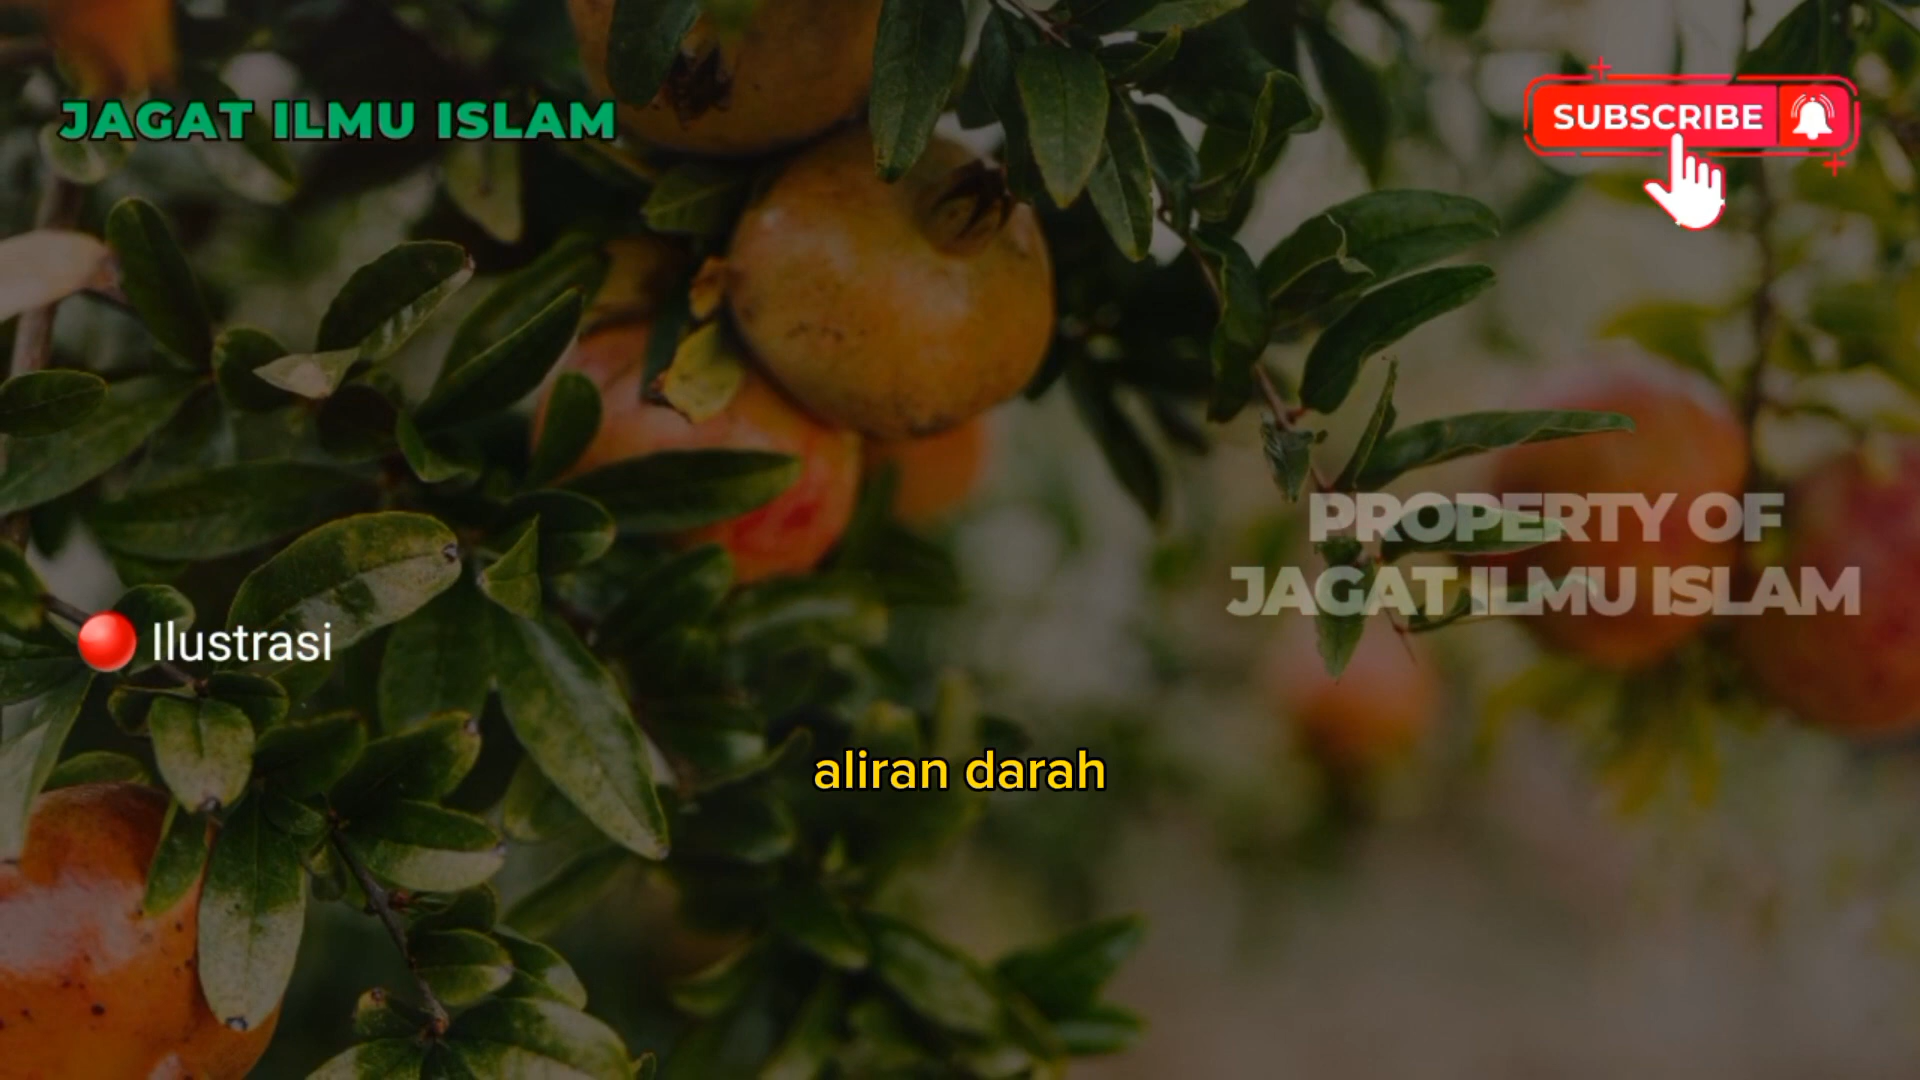 JAGAT ILMU ISLAM
SUBSCRIBE
PROPERTY OF
JAGAT ILMU ISLAM
Ilustrasi
aliran darah